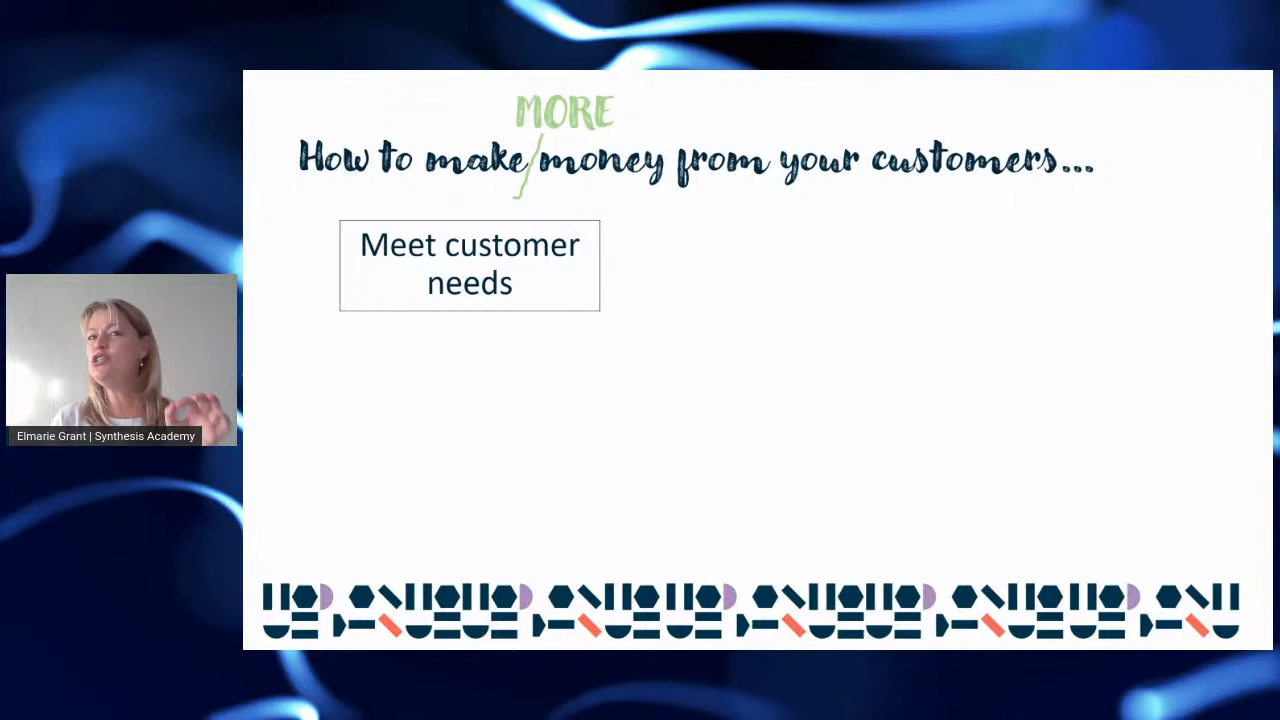 MORE
How to make money from your customers...
Meet customer
needs
Elmarie Grant | Synthesis Academy